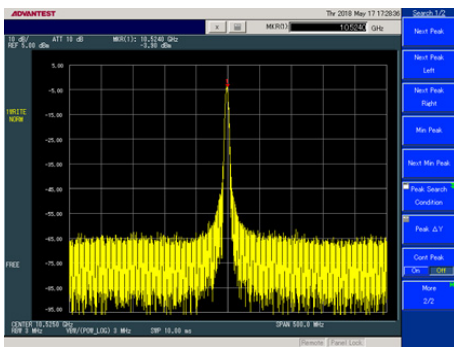 ADVANTEST
Thr 2018 May 17 17:28:36
Search 1/2
MKR(1):
10.5240
GHz
10 dB/
ATT 10 dB
MKR(1): 10.5240 GHz
REF 5.00 dBm
-3.90 dBm
Next Peak
5.00
Next Peak
Left
-5.00
Next Peak
Right
1WRITE
NORM
-15.00
-25.00
Min Peak
-35.00
Next Min Peak
-45.00
Peak Search
Condition
-55.00
Peak ΔY
-65.00
FREE
-75.00
Cont Peak
On
Off
-85.00
More
2/2
-95.00
CENTER 10.5250 GHz
SPAN 500.0 MHz
RBW 3 MHz
VBW/(POW_LOG) 3 MHz
SWP 10.00 ms
Remote
Panel Lock